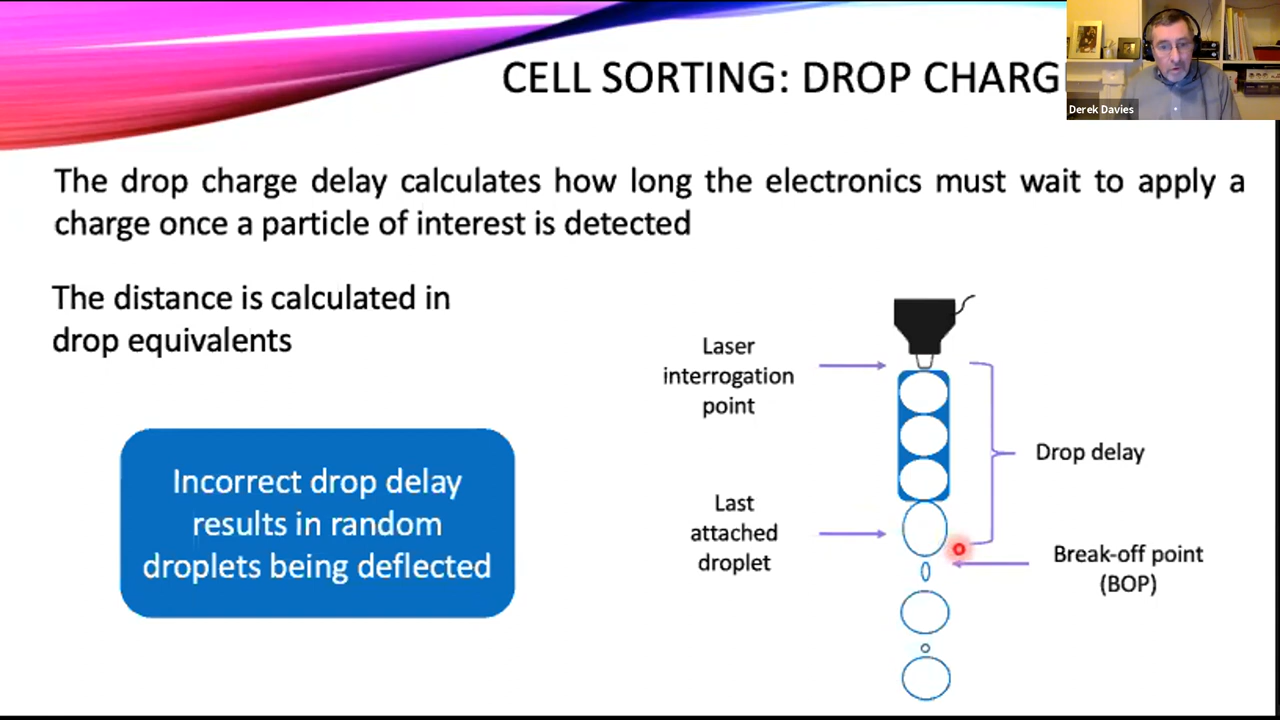 CELL SORTING: DROP CHARG
Derek Davies
The drop charge delay calculates how long the electronics must wait to apply a
charge once a particle of interest is detected
The distance is calculated in
drop equivalents
Laser
interrogation
point
Drop delay
Incorrect drop delay
results in random
droplets being deflected
Last
attached
droplet
Break-off point
(BOP)